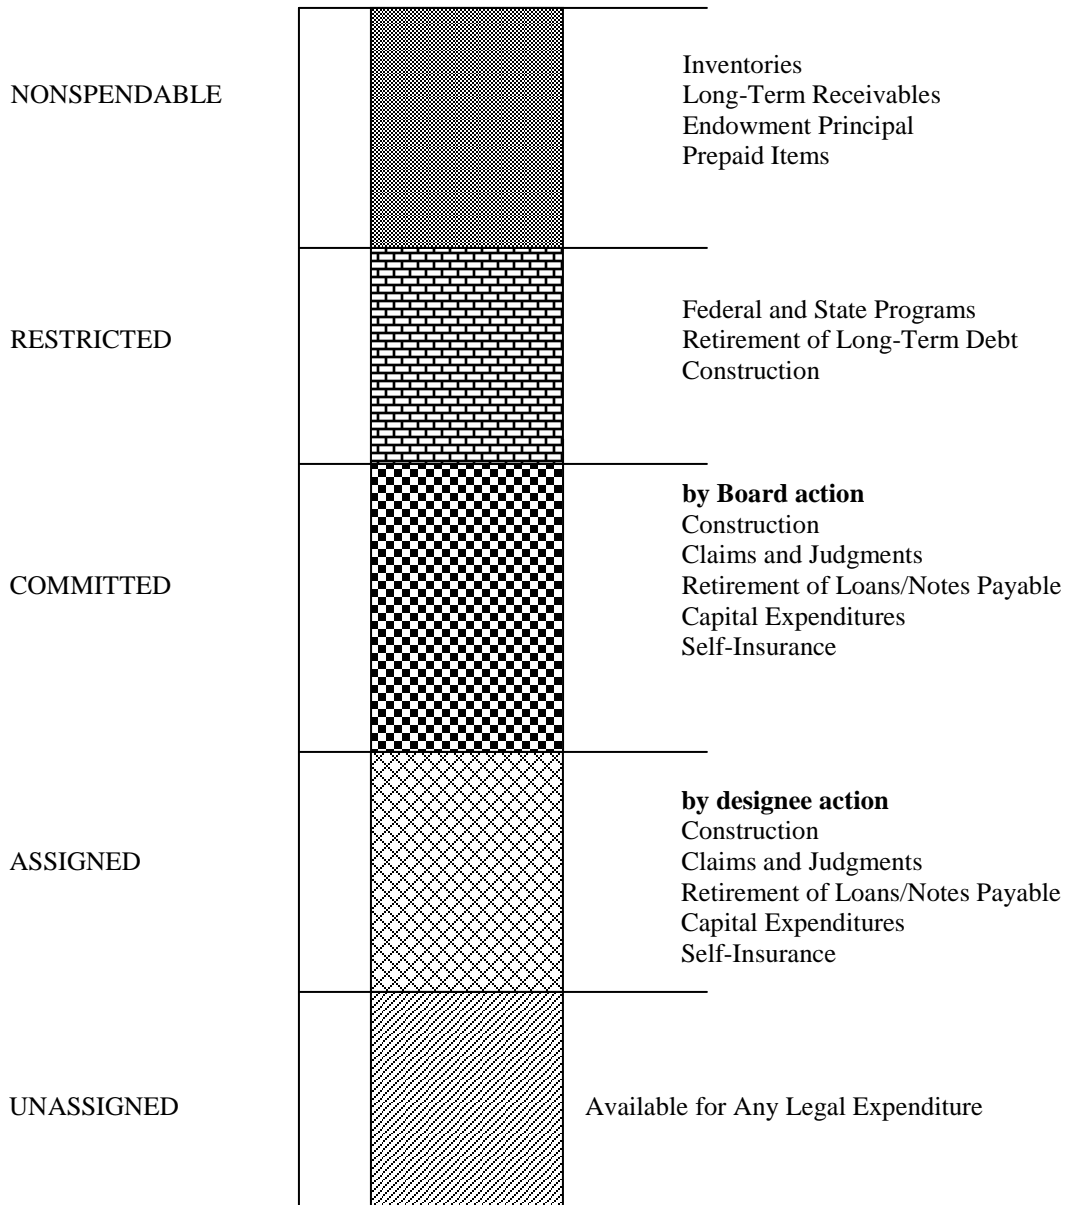 NONSPENDABLE
Inventories
Long-Term Receivables
Endowment Principal
Prepaid Items
RESTRICTED
Federal and State Programs
Retirement of Long-Term Debt
Construction
COMMITTED
by Board action
Construction
Claims and Judgments
Retirement of Loans/Notes Payable
Capital Expenditures
Self-Insurance
ASSIGNED
by designee action
Construction
Claims and Judgments
Retirement of Loans/Notes Payable
Capital Expenditures
Self-Insurance
UNASSIGNED
Available for Any Legal Expenditure